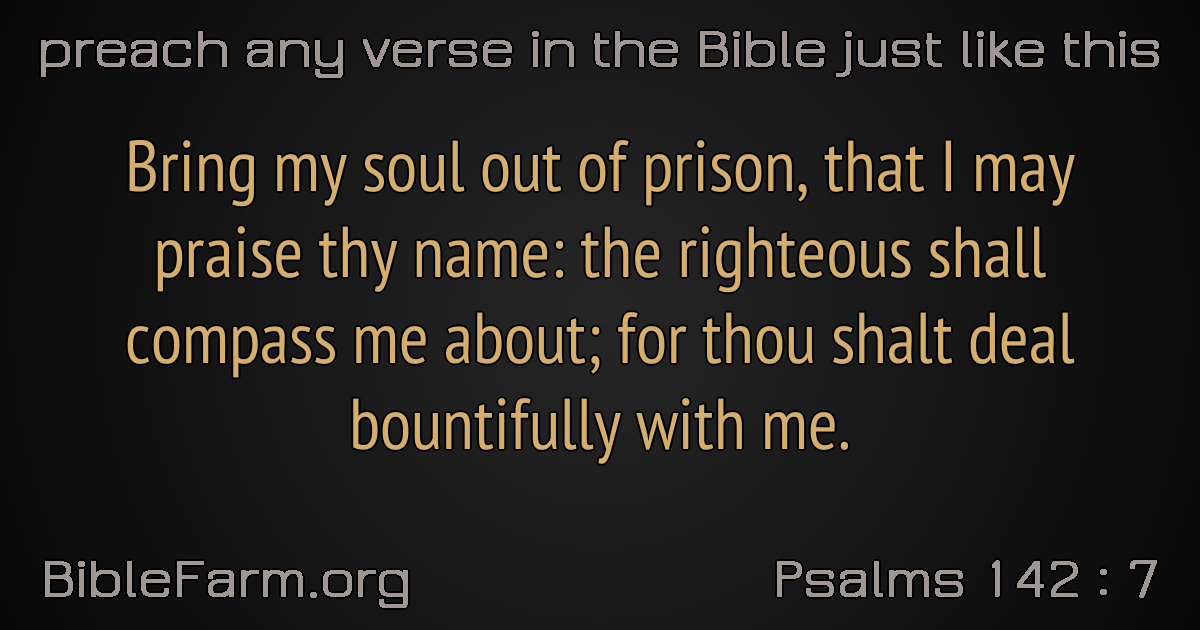 preach any verse in the Bible just like this
Bring my soul out of prison, that I may
praise thy name: the righteous shall
compass me about; for thou shalt deal
bountifully with me.
BibleFarm.org
Psalms 142 : 7